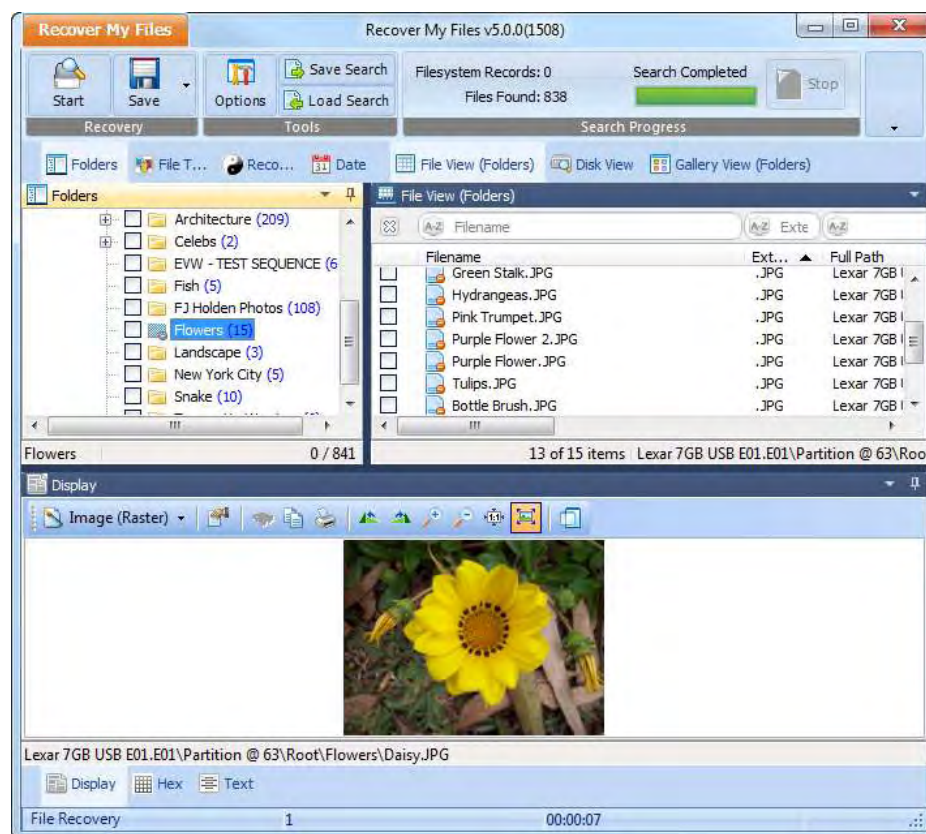 Recover My Files
Recover My Files v5.0.0(1508)
Start
Save
Recovery
Options
Save Search
Load Search
Tools
Filesystem Records: 0
Files Found: 838
Search Completed
Stop
Search Progress
Folders
File T...
Reco...
31 Date
File View (Folders)
Disk View
Gallery View (Folders)
Folders
Architecture (209)
Celebs (2)
EVW - TEST SEQUENCE (6
Fish (5)
FJ Holden Photos (108)
Flowers (15)
Landscape (3)
New York City (5)
Snake (10)
Flowers 0 / 841
File View (Folders)
A-Z Filename A-Z Exte A-Z
Filename Ext... Full Path
Green Stalk.JPG .JPG Lexar 7GB
Hydrangeas.JPG .JPG Lexar 7GB
Pink Trumpet.JPG .JPG Lexar 7GB
Purple Flower 2.JPG .JPG Lexar 7GB
Purple Flower.JPG .JPG Lexar 7GB
Tulips.JPG .JPG Lexar 7GB
Bottle Brush.JPG .JPG Lexar 7GB
13 of 15 items Lexar 7GB USB E01.E01\Partition @ 63\Roo
Display
Image (Raster)
1:1
Lexar 7GB USB E01.E01\Partition @ 63\Root\Flowers\Daisy.JPG
Display
Hex
Text
File Recovery 1 00:00:07